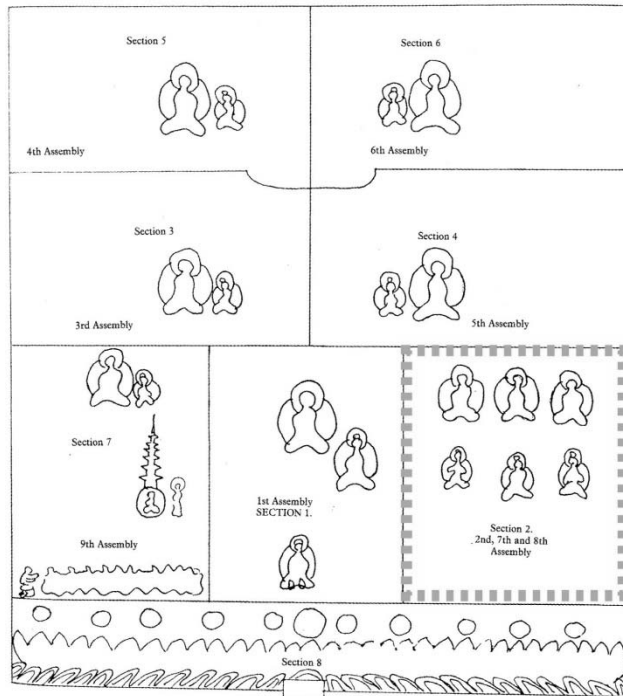 Section 5
Section 6
4th Assembly
6th Assembly
Section 3
Section 4
3rd Assembly
5th Assembly
Section 7
1st Assembly
SECTION 1.
Section 2.
2nd, 7th and 8th
Assembly
9th Assembly
Section 8